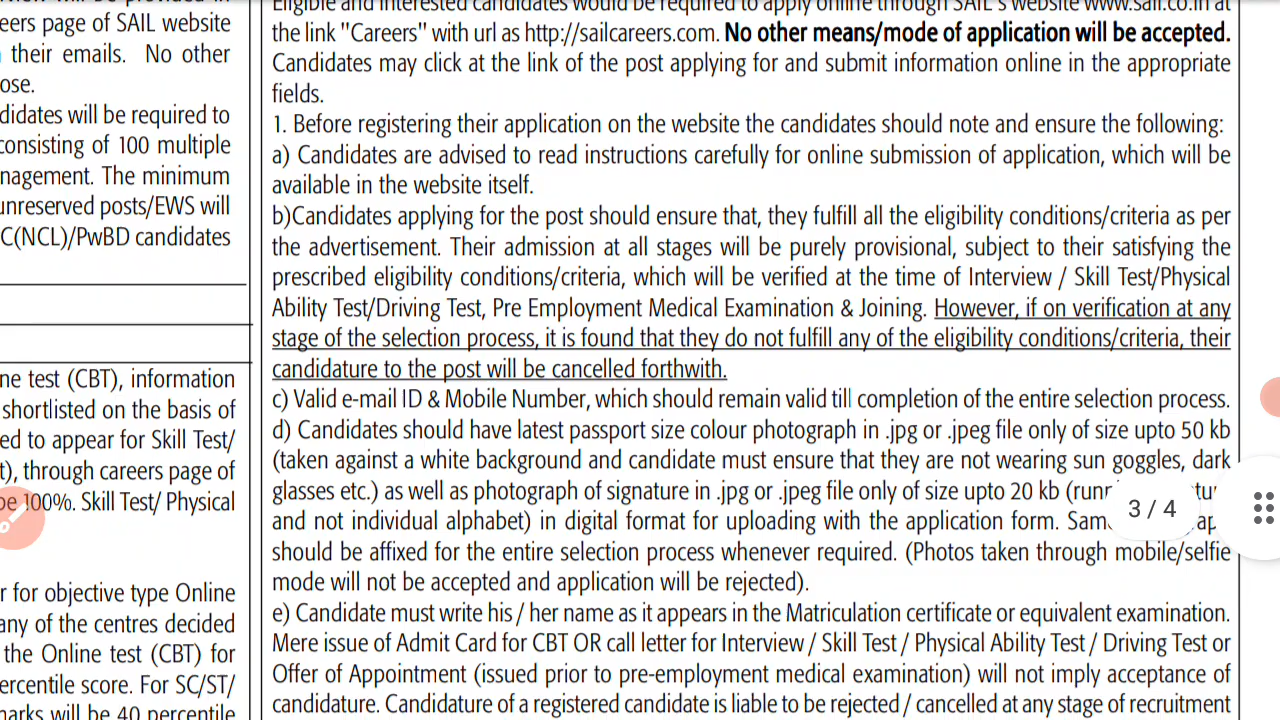 eers page of SAIL website
their emails. No other
ose.
didates will be required to
consisting of 100 multiple
nagement. The minimum
unreserved posts/EWS will
C(NCL)/PwBD candidates
ne test (CBT), information
shortlisted on the basis of
ed to appear for Skill Test/
t), through careers page of
be 100%. Skill Test/ Physical
r for objective type Online
any of the centres decided
the Online test (CBT) for
ercentile score. For SC/ST/
marks will be 40 percentile
Eligible and interested candidates would be required to apply online through SAIL's website www.sail.co.in at
the link "Careers" with url as http://sailcareers.com. No other means/mode of application will be accepted.
Candidates may click at the link of the post applying for and submit information online in the appropriate
fields.
1. Before registering their application on the website the candidates should note and ensure the following:
a) Candidates are advised to read instructions carefully for online submission of application, which will be
available in the website itself.
b)Candidates applying for the post should ensure that, they fulfill all the eligibility conditions/criteria as per
the advertisement. Their admission at all stages will be purely provisional, subject to their satisfying the
prescribed eligibility conditions/criteria, which will be verified at the time of Interview / Skill Test/Physical
Ability Test/Driving Test, Pre Employment Medical Examination & Joining. However, if on verification at any
stage of the selection process, it is found that they do not fulfill any of the eligibility conditions/criteria, their
candidature to the post will be cancelled forthwith.
c) Valid e-mail ID & Mobile Number, which should remain valid till completion of the entire selection process.
d) Candidates should have latest passport size colour photograph in .jpg or .jpeg file only of size upto 50 kb
(taken against a white background and candidate must ensure that they are not wearing sun goggles, dark
glasses etc.) as well as photograph of signature in .jpg or .jpeg file only of size upto 20 kb
and not individual alphabet) in digital format for uploading with the application form.
should be affixed for the entire selection process whenever required. (Photos taken through mobile/selfie
mode will not be accepted and application will be rejected).
e) Candidate must write his / her name as it appears in the Matriculation certificate or equivalent examination.
Mere issue of Admit Card for CBT OR call letter for Interview / Skill Test / Physical Ability Test / Driving Test or
Offer of Appointment (issued prior to pre-employment medical examination) will not imply acceptance of
candidature. Candidature of a registered candidate is liable to be rejected / cancelled at any stage of recruitment
3 / 4